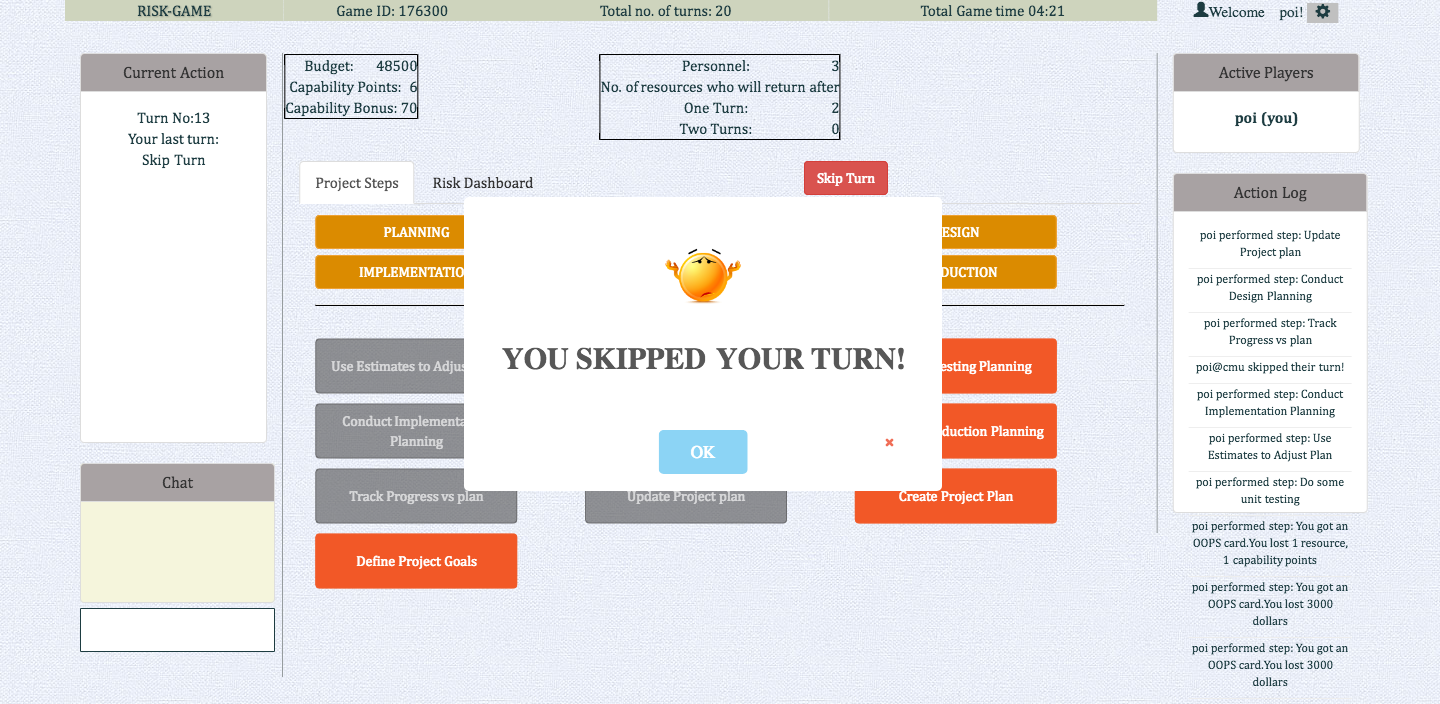 RISK-GAME Game ID: 176300 Total no. of turns: 20 Total Game time 04:21 Welcome poi!
Current Action
Turn No:13
Your last turn:
Skip Turn
Chat
Budget: 48500
Capability Points: 6
Capability Bonus: 70
Personnel: 3
No. of resources who will return after
One Turn: 2
Two Turns: 0
Project Steps Risk Dashboard Skip Turn
PLANNING ESIGN
IMPLEMENTATIO DUCTION
YOU SKIPPED YOUR TURN!
OK
Use Estimates to Adjus esting Planning
Conduct Implementa duction Planning
Planning
Track Progress vs plan Update Project plan Create Project Plan
Define Project Goals
Active Players
poi (you)
Action Log
poi performed step: Update
Project plan
poi performed step: Conduct
Design Planning
poi performed step: Track
Progress vs plan
poi@cmu skipped their turn!
poi performed step: Conduct
Implementation Planning
poi performed step: Use
Estimates to Adjust Plan
poi performed step: Do some
unit testing
poi performed step: You got an
OOPS card.You lost 1 resource,
1 capability points
poi performed step: You got an
OOPS card.You lost 3000
dollars
poi performed step: You got an
OOPS card.You lost 3000
dollars